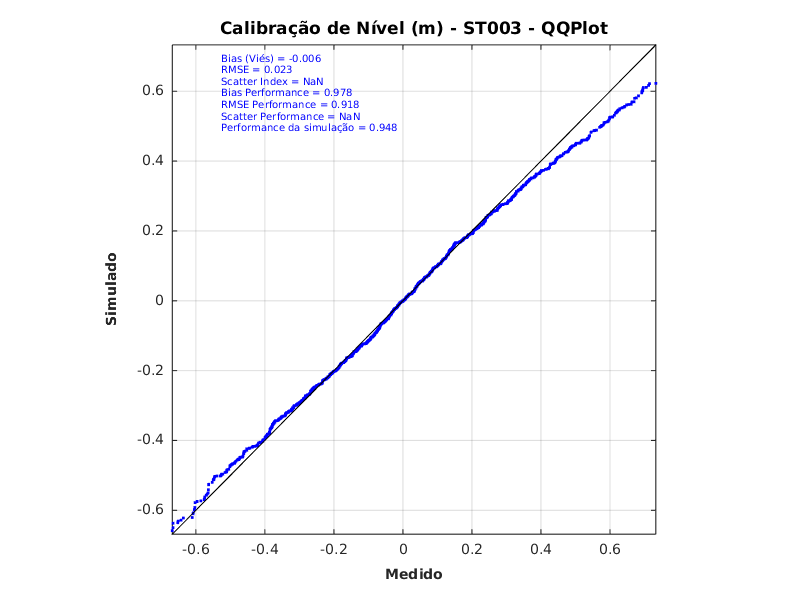 Calibração de Nível (m) - ST003 - QQPlot
Bias (Viés) = -0.006
RMSE = 0.023
Scatter Index = NaN
Bias Performance = 0.978
RMSE Performance = 0.918
Scatter Performance = NaN
Performance da simulação = 0.948
0.6
0.4
0.2
0
-0.2
-0.4
-0.6
Simulado
-0.6 -0.4 -0.2 0 0.2 0.4 0.6
Medido